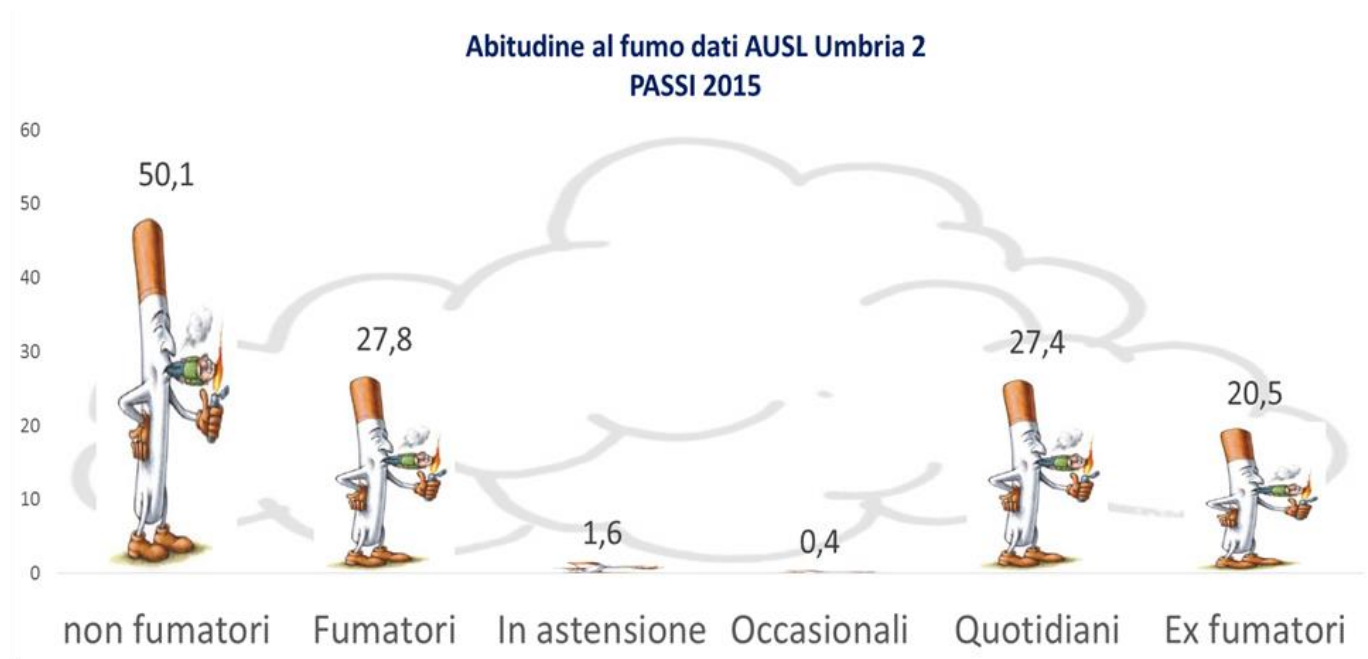 Abitudine al fumo dati AUSL Umbria 2
PASSI 2015
60
50
40
30
20
10
0
50,1
27,8
1,6
0,4
27,4
20,5
non fumatori
Fumatori
In astensione
Occasionali
Quotidiani
Ex fumatori